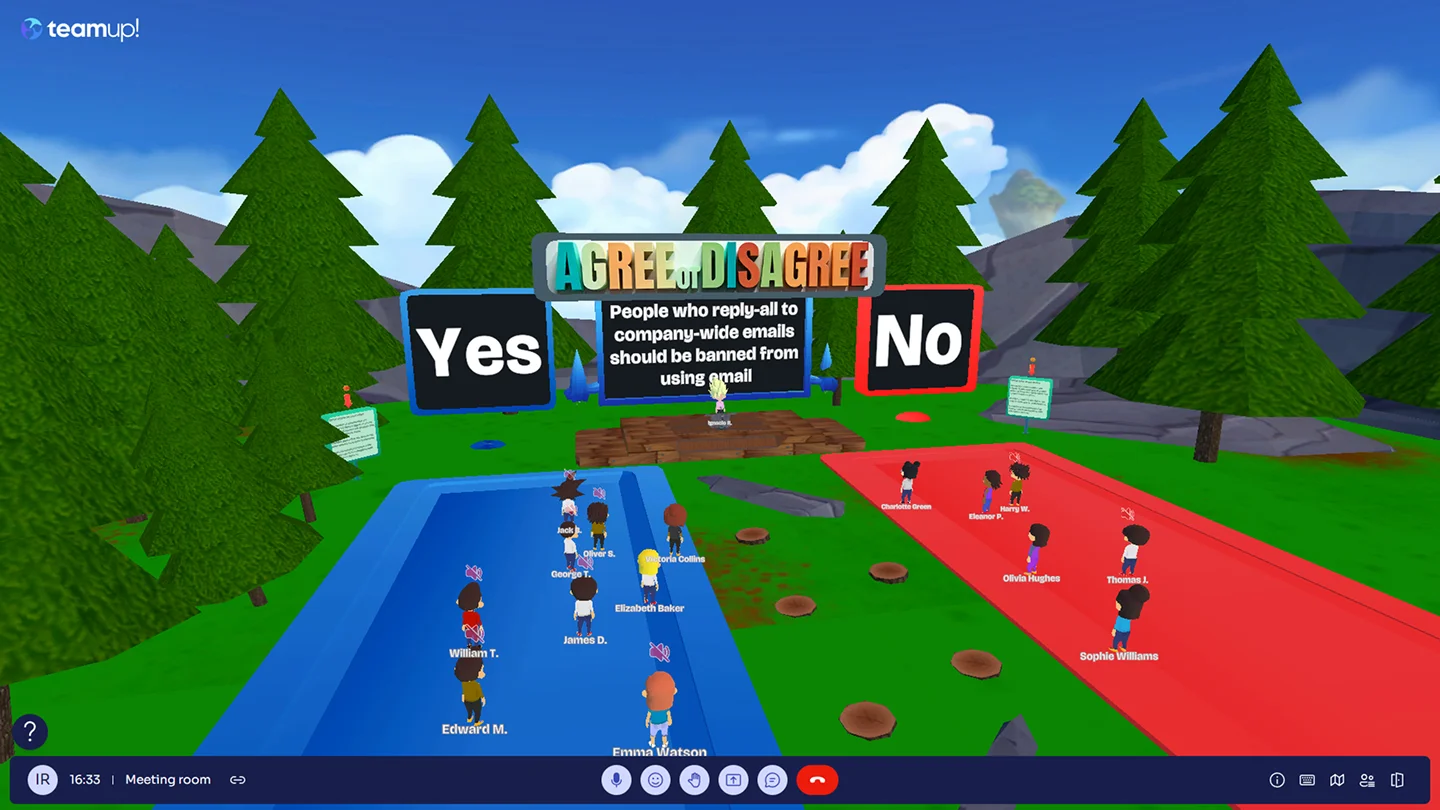 teamup!
AGREE or DISAGREE
Yes
People who reply-all to
company-wide emails
should be banned from
using email
No
Ignacio R.
Charlotte Green
Eleanor P.
Harry W.
Jack
Oliver S.
Victoria Collins
George T.
Olivia Hughes
Thomas J.
Elizabeth Baker
James D.
William T.
Sophie Williams
Edward M.
Emma Watson
?
IR
16:33
Meeting room